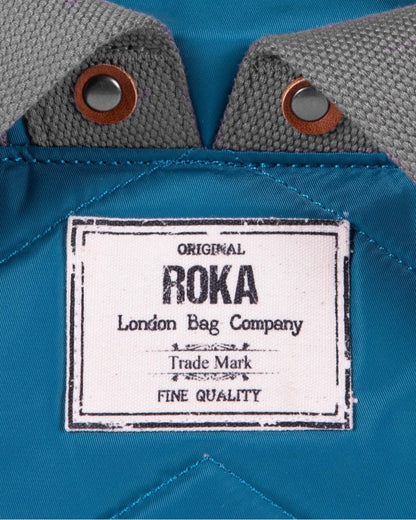 ORIGINAL
ROKA
London Bag Company
Trade Mark
FINE QUALITY